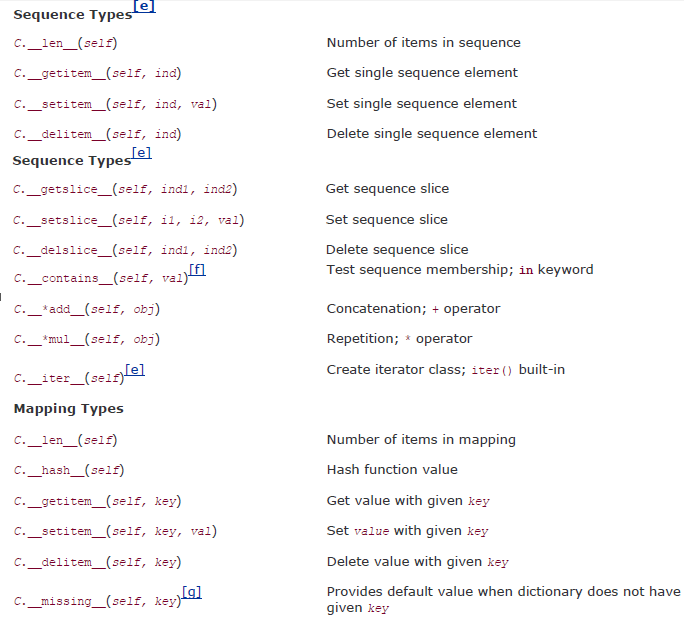 Sequence Types[e]
C.__len__(self) Number of items in sequence
C.__getitem__(self, ind) Get single sequence element
C.__setitem__(self, ind, val) Set single sequence element
C.__delitem__(self, ind) Delete single sequence element
Sequence Types[e]
C.__getslice__(self, ind1, ind2) Get sequence slice
C.__setslice__(self, i1, i2, val) Set sequence slice
C.__delslice__(self, ind1, ind2) Delete sequence slice
C.__contains__(self, val)[f] Test sequence membership; in keyword
C.__*add__(self, obj) Concatenation; + operator
C.__*mul__(self, obj) Repetition; * operator
C.__iter__(self)[e] Create iterator class; iter() built-in
Mapping Types
C.__len__(self) Number of items in mapping
C.__hash__(self) Hash function value
C.__getitem__(self, key) Get value with given key
C.__setitem__(self, key, val) Set value with given key
C.__delitem__(self, key) Delete value with given key
C.__missing__(self, key)[g] Provides default value when dictionary does not have
given key